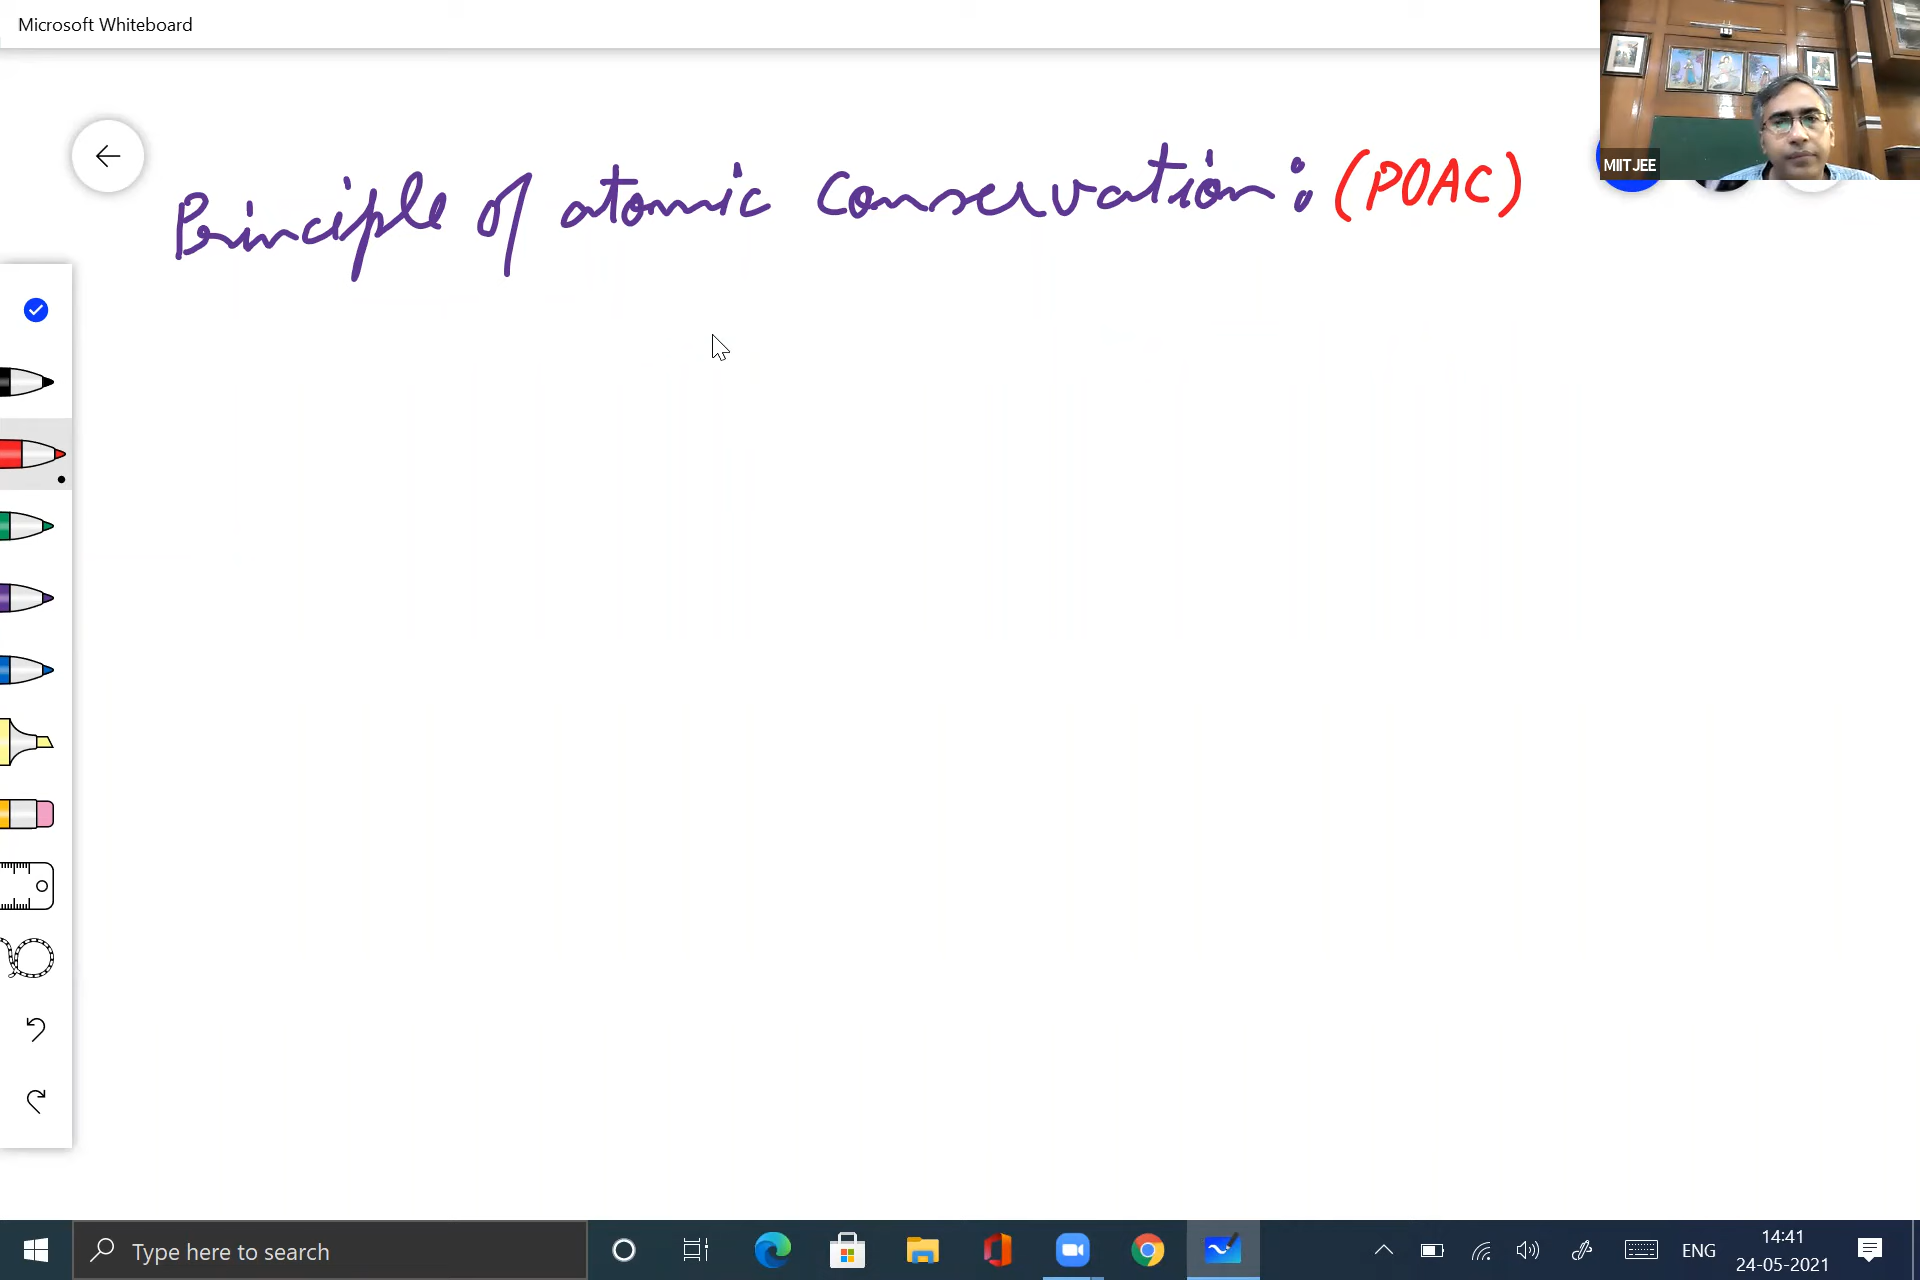 Microsoft Whiteboard
MIIT JEE
Principle of atomic conservation : (POAC)
Type here to search
ENG
14:41
24-05-2021